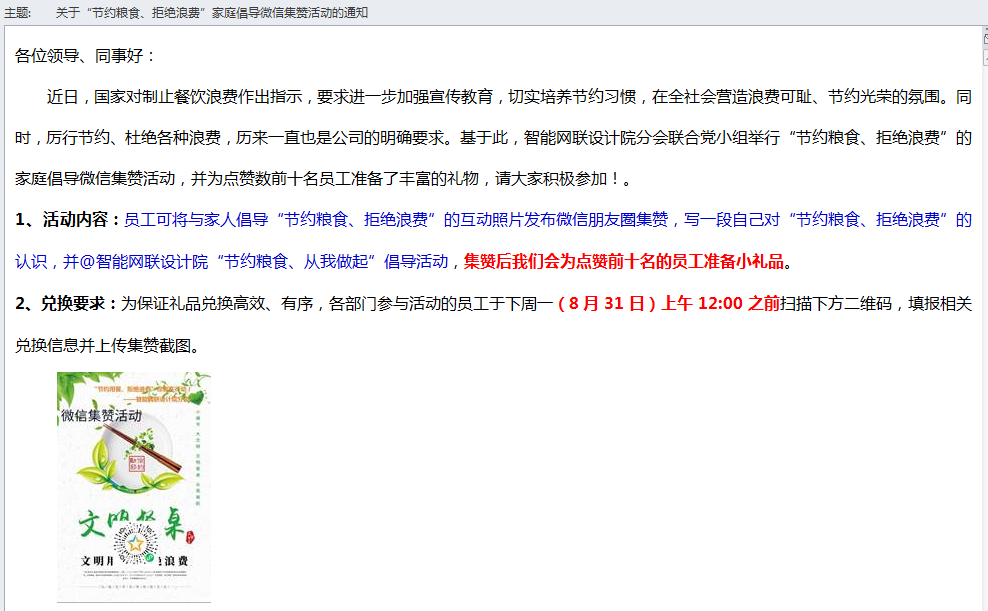 主题: 关于“节约粮食、拒绝浪费”家庭倡导微信集赞活动的通知
各位领导、同事好：
近日，国家对制止餐饮浪费作出指示，要求进一步加强宣传教育，切实培养节约习惯，在全社会营造浪费可耻、节约光荣的氛围。同
时，厉行节约、杜绝各种浪费，历来一直也是公司的明确要求。基于此，智能网联设计院分会联合党小组举行“节约粮食、拒绝浪费”的
家庭倡导微信集赞活动，并为点赞数前十名员工准备了丰富的礼物，请大家积极参加！。
1、活动内容：员工可将与家人倡导“节约粮食、拒绝浪费”的互动照片发布微信朋友圈集赞，写一段自己对“节约粮食、拒绝浪费”的
认识，并@智能网联设计院“节约粮食、从我做起”倡导活动，集赞后我们会为点赞前十名的员工准备小礼品。
2、兑换要求：为保证礼品兑换高效、有序，各部门参与活动的员工于下周一（8 月 31 日）上午 12:00 之前扫描下方二维码，填报相关
兑换信息并上传集赞截图。
微信集赞活动
文明餐桌
文明用 绝浪费